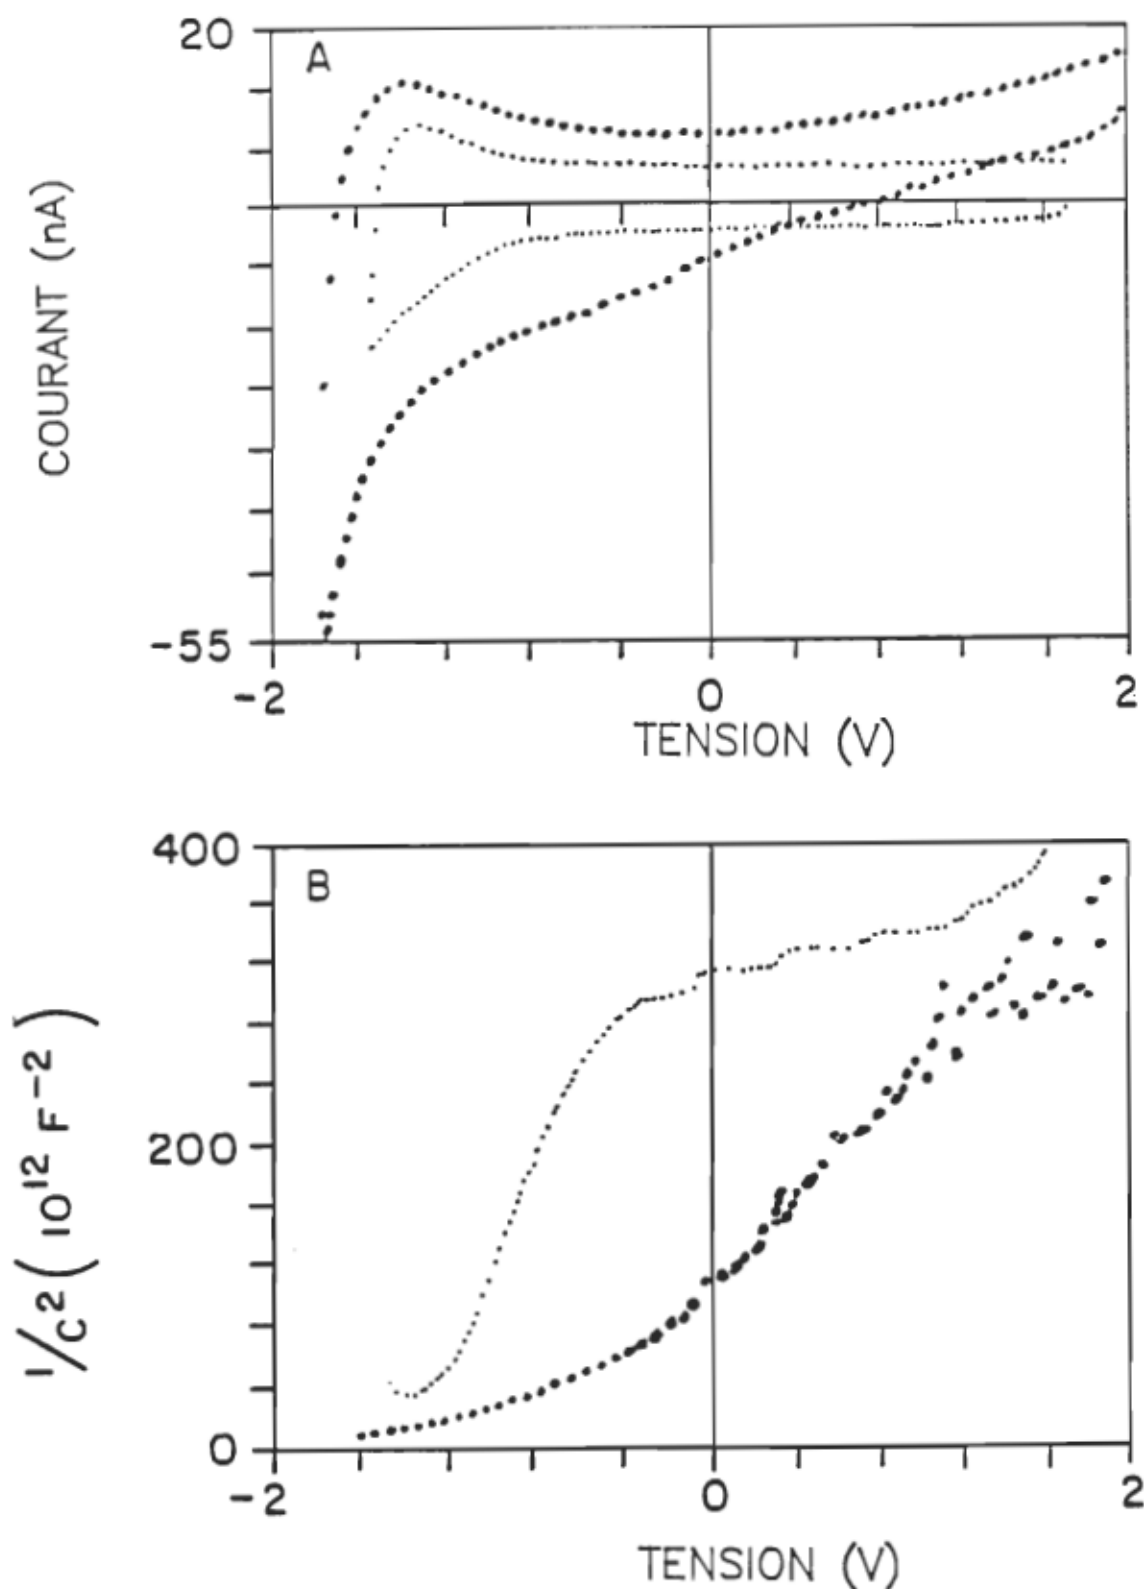 20
A
COURANT (nA)
-55
-2
0
2
TENSION (V)
400
B
1/C² (10¹² F⁻²)
200
0
-2
0
2
TENSION (V)